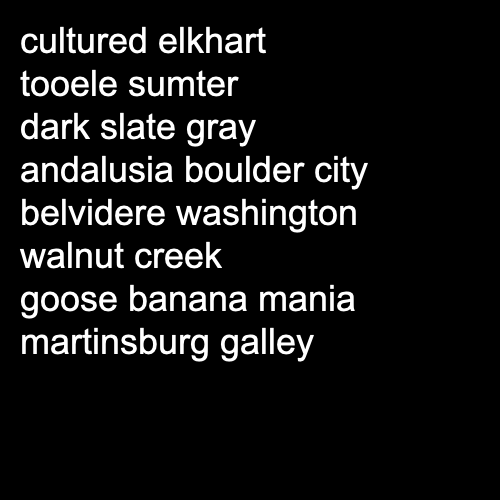 cultured elkhart
tooele sumter
dark slate gray
andalusia boulder city
belvidere washington
walnut creek
goose banana mania
martinsburg galley